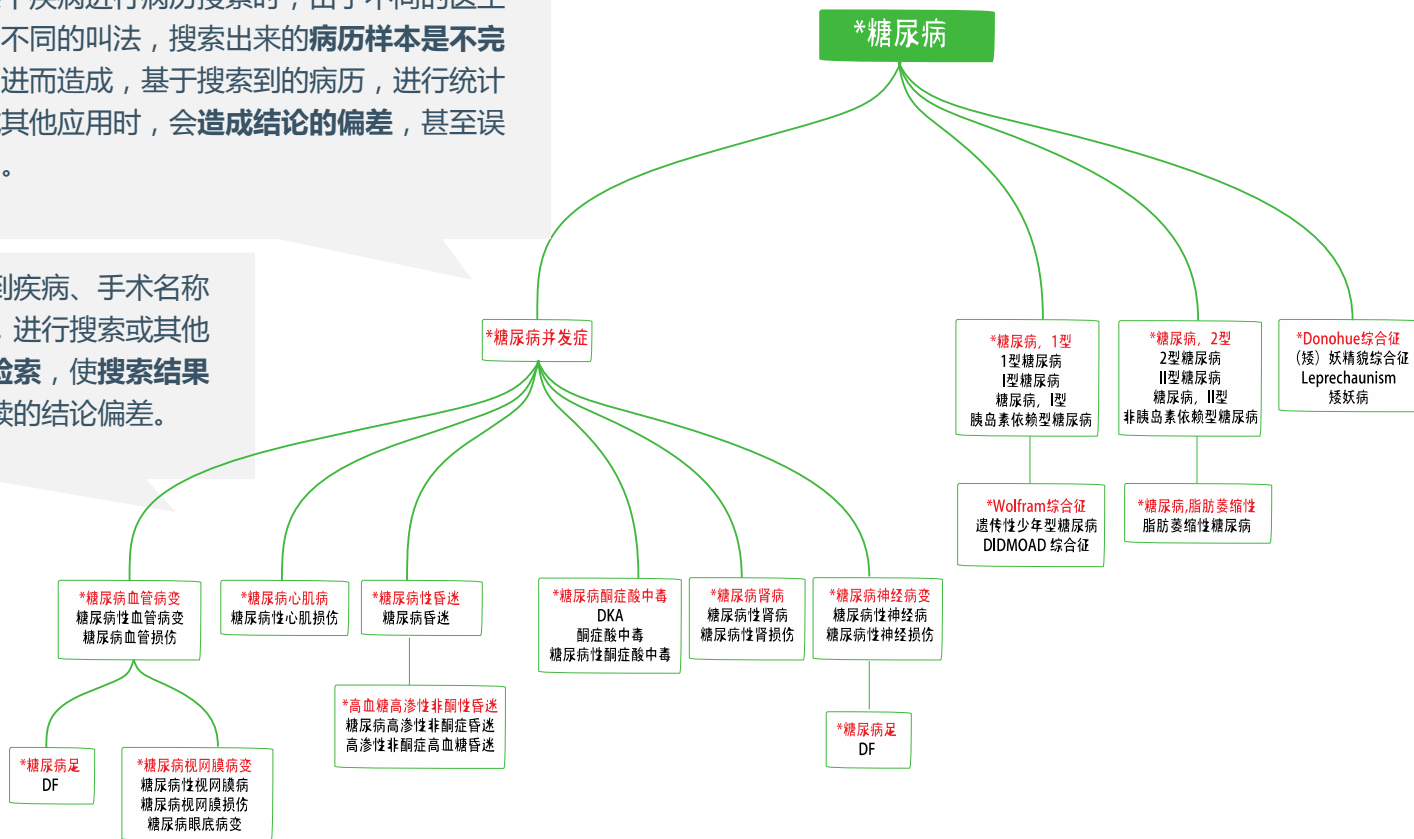 个疾病进行病历搜索时，由于不同的医生
不同的叫法，搜索出来的病历样本是不完
进而造成，基于搜索到的病历，进行统计
其他应用时，会造成结论的偏差，甚至误
。
到疾病、手术名称
，进行搜索或其他
检索，使搜索结果
续的结论偏差。
*糖尿病
*糖尿病并发症
*糖尿病，1型
1型糖尿病
I型糖尿病
糖尿病，I型
胰岛素依赖型糖尿病
*糖尿病，2型
2型糖尿病
II型糖尿病
糖尿病，II型
非胰岛素依赖型糖尿病
*Donohue综合征
（矮）妖精貌综合征
Leprechaunism
矮妖病
*Wolfram综合征
遗传性少年型糖尿病
DIDMOAD 综合征
*糖尿病,脂肪萎缩性
脂肪萎缩性糖尿病
*糖尿病血管病变
糖尿病性血管病变
糖尿病血管损伤
*糖尿病心肌病
糖尿病性心肌损伤
*糖尿病性昏迷
糖尿病昏迷
*糖尿病酮症酸中毒
DKA
酮症酸中毒
糖尿病性酮症酸中毒
*糖尿病肾病
糖尿病性肾病
糖尿病性肾损伤
*糖尿病神经病变
糖尿病性神经病
糖尿病性神经损伤
*高血糖高渗性非酮性昏迷
糖尿病高渗性非酮症昏迷
高渗性非酮症高血糖昏迷
*糖尿病足
DF
*糖尿病足
DF
*糖尿病视网膜病变
糖尿病性视网膜病
糖尿病视网膜损伤
糖尿病眼底病变